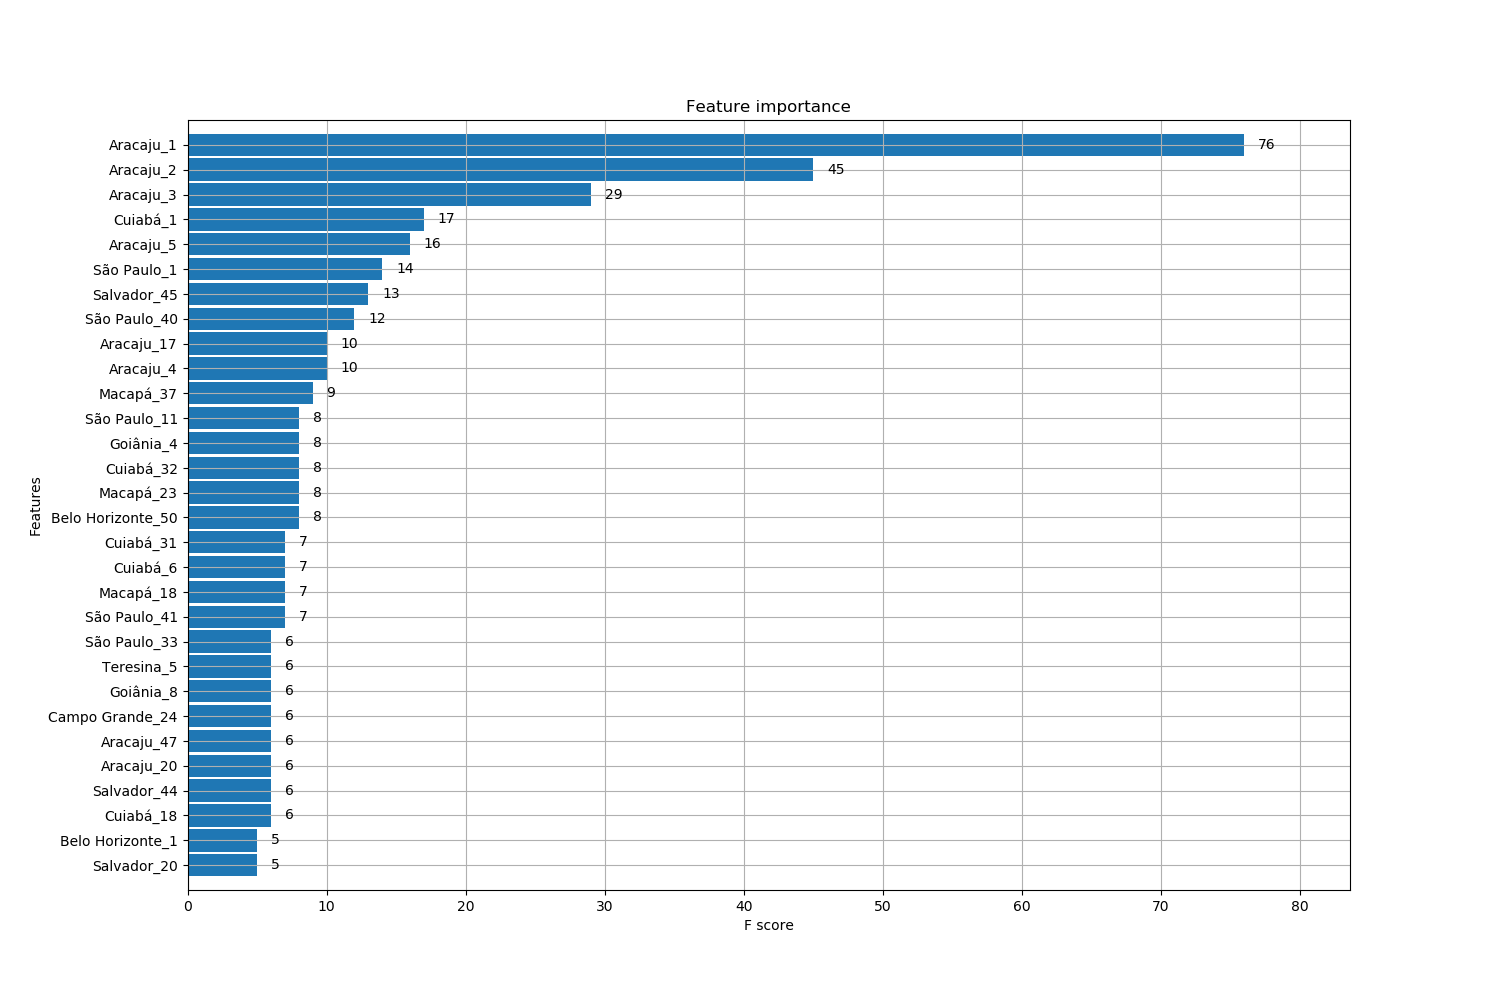 Feature importance
Aracaju_1 76
Aracaju_2 45
Aracaju_3 29
Cuiabá_1 17
Aracaju_5 16
São Paulo_1 14
Salvador_45 13
São Paulo_40 12
Aracaju_17 10
Aracaju_4 10
Macapá_37 9
São Paulo_11 8
Goiânia_4 8
Cuiabá_32 8
Macapá_23 8
Belo Horizonte_50 8
Cuiabá_31 7
Cuiabá_6 7
Macapá_18 7
São Paulo_41 7
São Paulo_33 6
Teresina_5 6
Goiânia_8 6
Campo Grande_24 6
Aracaju_47 6
Aracaju_20 6
Salvador_44 6
Cuiabá_18 6
Belo Horizonte_1 5
Salvador_20 5
0 10 20 30 40 50 60 70 80
F score
Features